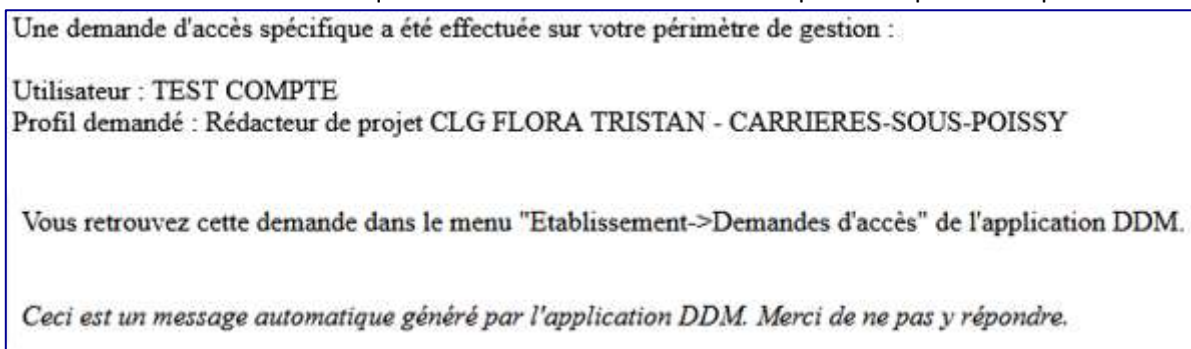 Une demande d'accès spécifique a été effectuée sur votre périmètre de gestion :
Utilisateur : TEST COMPTE
Profil demandé : Rédacteur de projet CLG FLORA TRISTAN - CARRIERES-SOUS-POISSY
Vous retrouvez cette demande dans le menu "Etablissement->Demandes d'accès" de l'application DDM.
Ceci est un message automatique généré par l'application DDM. Merci de ne pas y répondre.